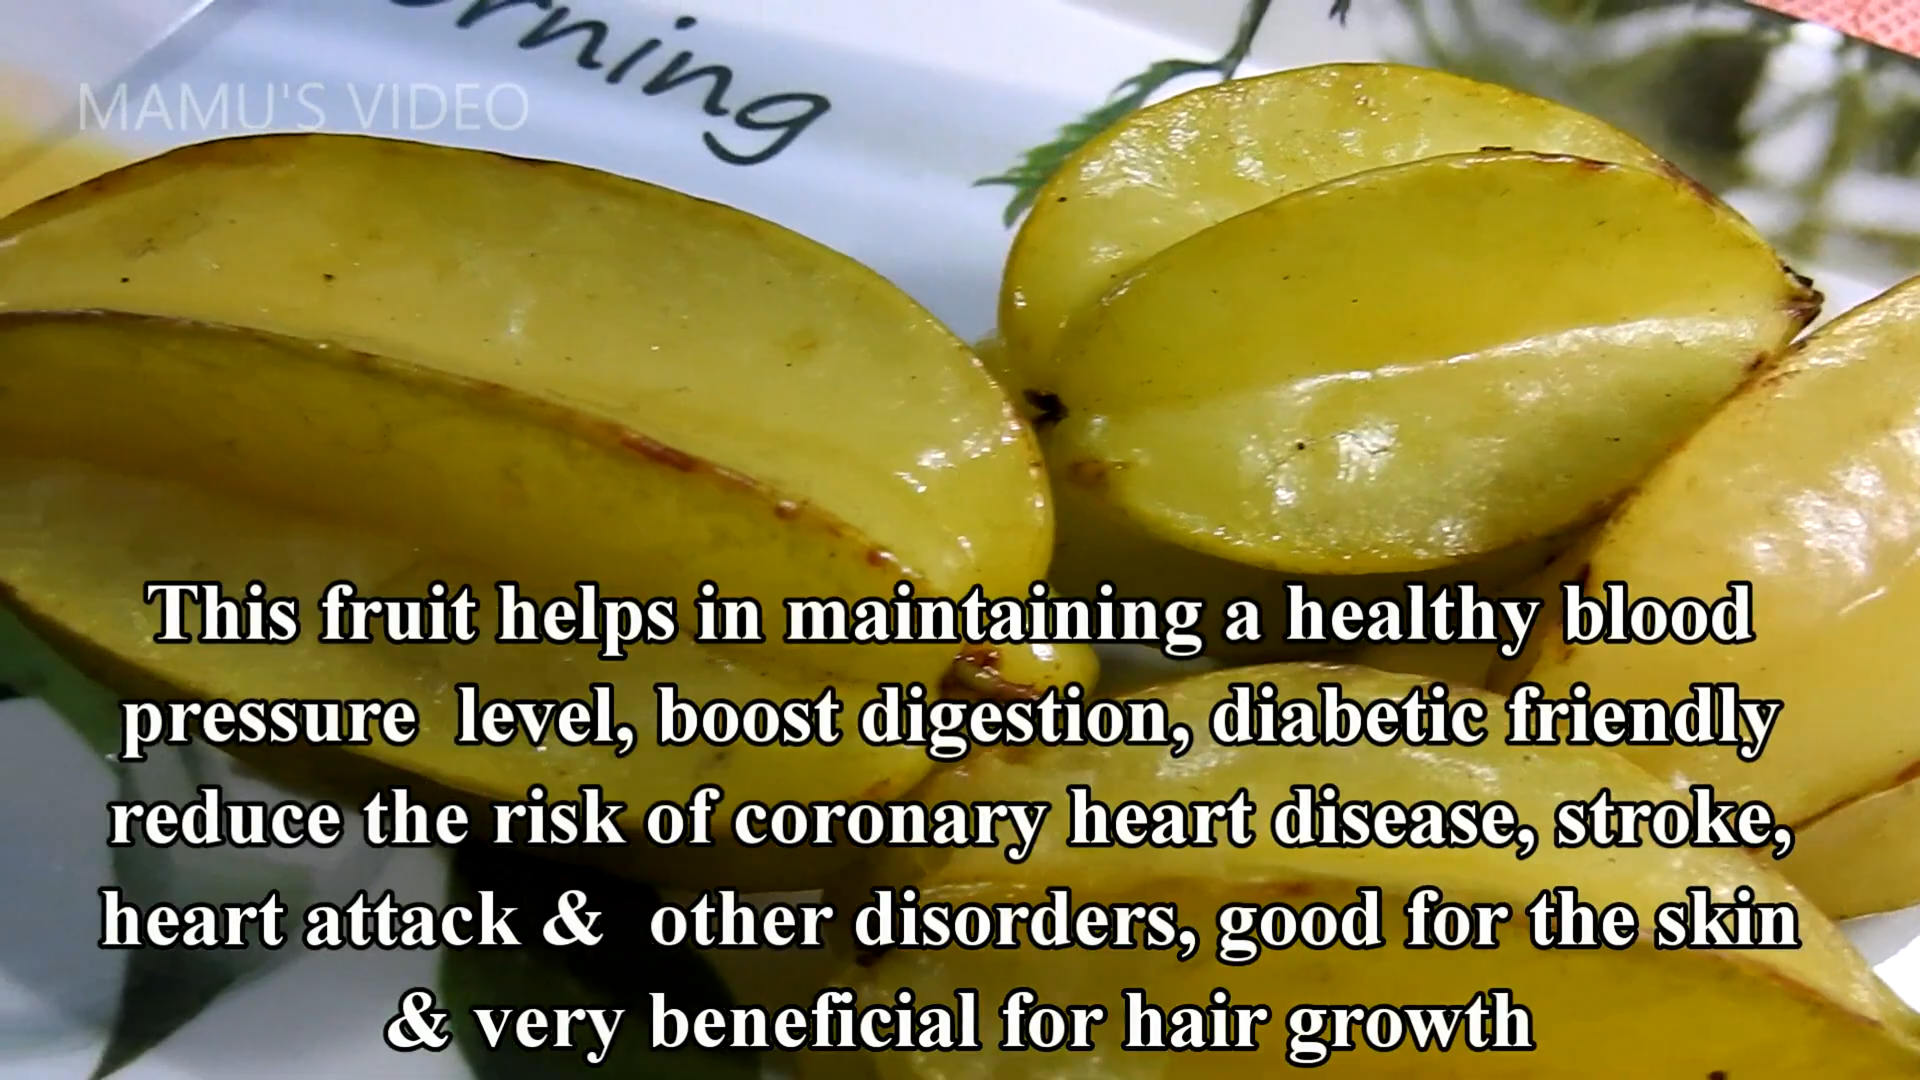 rning
MAMU'S VIDEO
This fruit helps in maintaining a healthy blood
pressure  level, boost digestion, diabetic friendly
reduce the risk of coronary heart disease, stroke,
heart attack &  other disorders, good for the skin
& very beneficial for hair growth